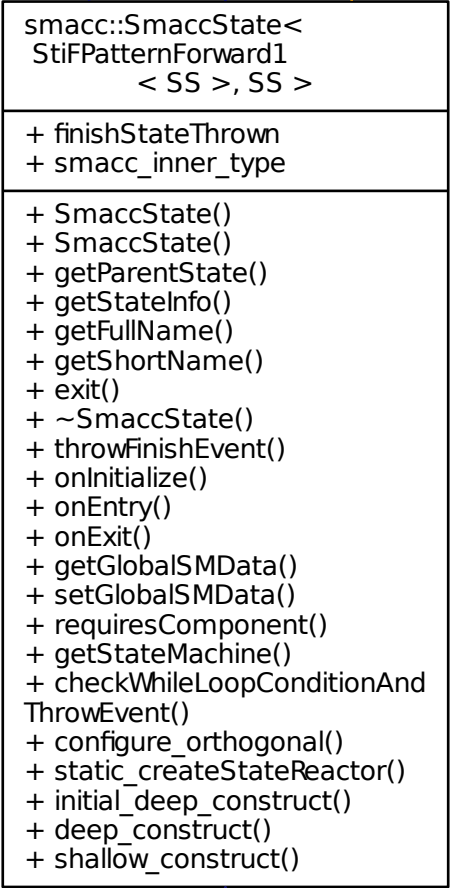 smacc::SmaccState<
StiFPatternForward1
< SS >, SS >
+ finishStateThrown
+ smacc_inner_type
+ SmaccState()
+ SmaccState()
+ getParentState()
+ getStateInfo()
+ getFullName()
+ getShortName()
+ exit()
+ ~SmaccState()
+ throwFinishEvent()
+ onInitialize()
+ onEntry()
+ onExit()
+ getGlobalSMData()
+ setGlobalSMData()
+ requiresComponent()
+ getStateMachine()
+ checkWhileLoopConditionAnd
ThrowEvent()
+ configure_orthogonal()
+ static_createStateReactor()
+ initial_deep_construct()
+ deep_construct()
+ shallow_construct()